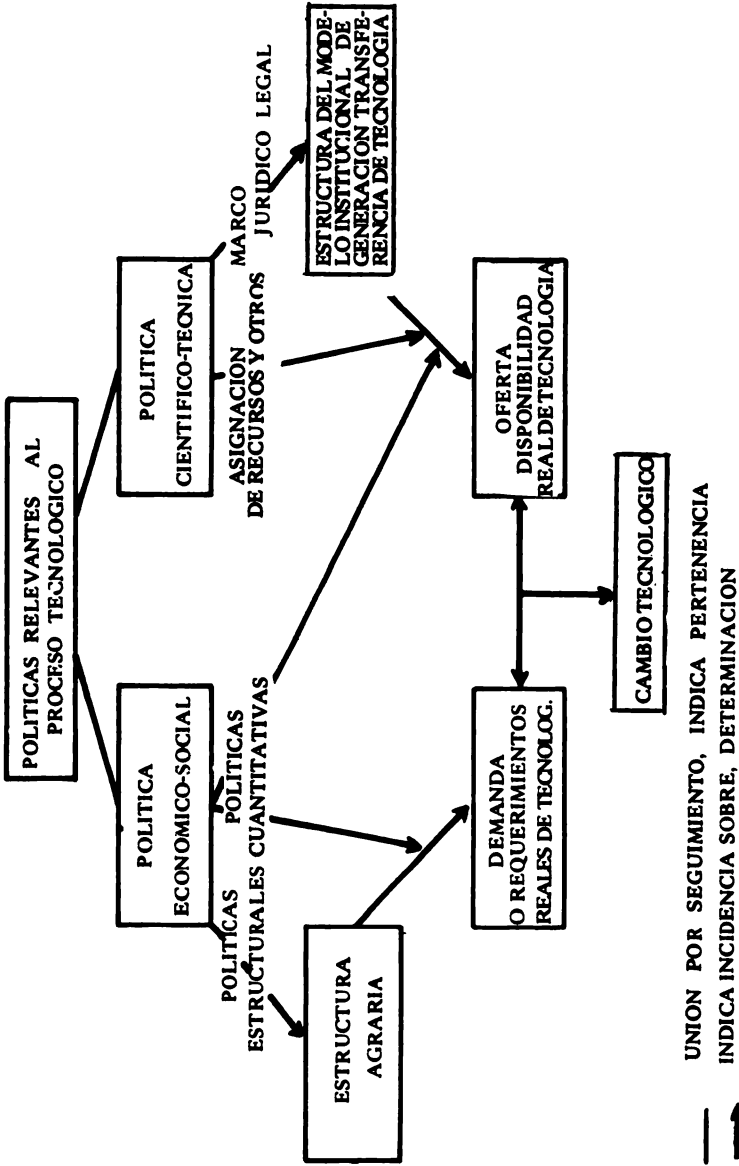 POLITICAS RELEVANTES AL
PROCESO TECNOLOGICO
POLITICA
ECONOMICO-SOCIAL
POLITICA
CIENTIFICO-TECNICA
POLITICAS
ESTRUCTURALES
POLITICAS
CUANTITATIVAS
ASIGNACION
DE RECURSOS Y OTROS
MARCO
JURIDICO LEGAL
ESTRUCTURA
AGRARIA
ESTRUCTURA DEL MODE-
LO INSTITUCIONAL DE
GENERACION TRANSFE-
RENCIA DE TECNOLOGIA
DEMANDA
O REQUERIMIENTOS
REALES DE TECNOLOG.
OFERTA
DISPONIBILIDAD
REAL DE TECNOLOGIA
CAMBIO TECNOLOGICO
UNION POR SEGUIMIENTO, INDICA PERTENENCIA
INDICA INCIDENCIA SOBRE, DETERMINACION